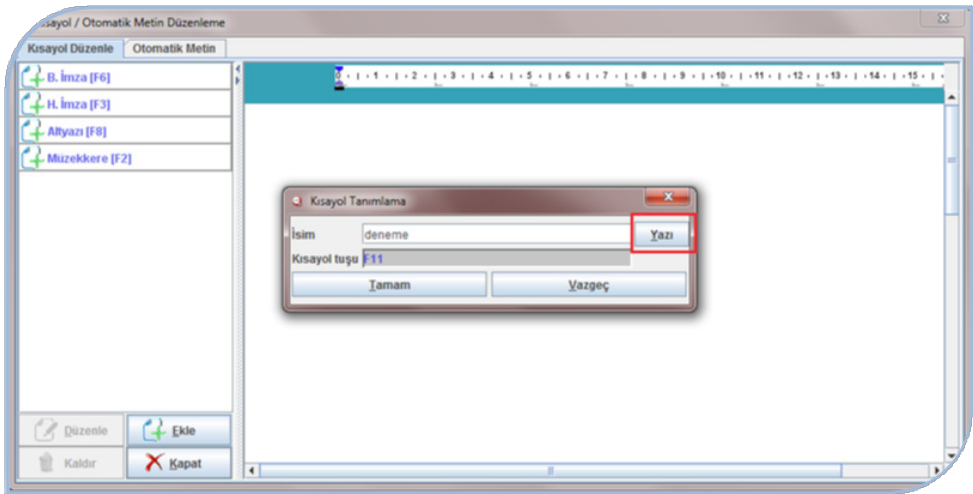 Kısayol / Otomatik Metin Düzenleme
Kısayol Düzenle Otomatik Metin
B. İmza [F6]
H. İmza [F3]
Altyazı [F8]
Müzekkere [F2]
0 1 2 3 4 5 6 7 8 9 10 11 12 13 14 15
Kısayol Tanımlama
İsim deneme Yazı
Kısayol tuşu F11
Tamam Vazgeç
Düzenle Ekle
Kaldır Kapat